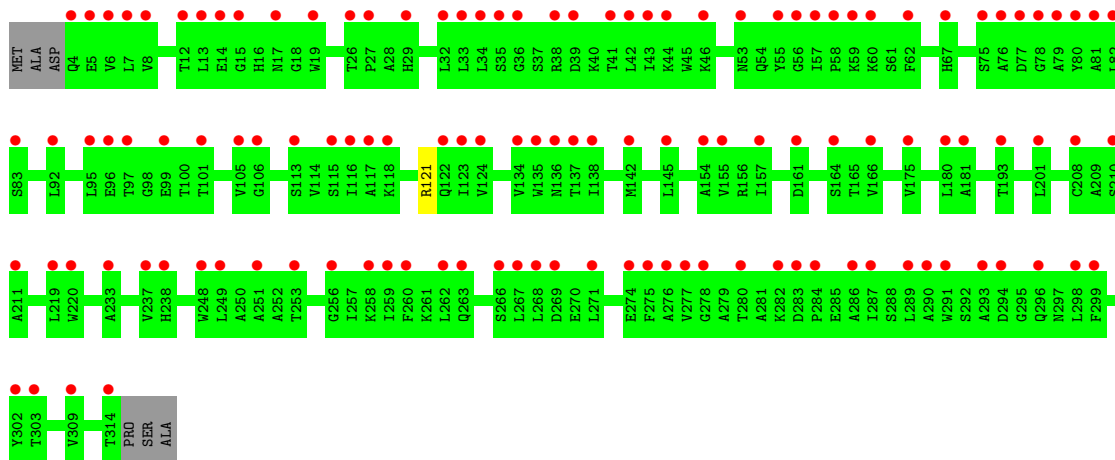 MET ALA ASP Q4 E5 V6 L7 V8 T12 L13 E14 G15 H16 N17 G18 W19 T26 P27 A28 H29 L32 L33 L34 S35 G36 S37 R38 D39 K40 T41 L42 I43 K44 W45 K46 N53 Q54 Y55 G56 I57 P58 K59 K60 S61 F62 H67 S75 A76 D77 G78 A79 Y80 A81 L82
S83 L92 L95 E96 T97 G98 E99 T100 T101 V105 G106 S113 V114 S115 I116 A117 K118 R121 Q122 I123 V124 V134 W135 N136 T137 I138 M142 L145 A154 V155 R156 I157 D161 S164 T165 V166 V175 L180 A181 T193 L201 C208 A209 S210
A211 L219 W220 A233 V237 H238 W248 L249 A250 A251 A252 T253 G256 I257 K258 I259 F260 K261 L262 Q263 S266 L267 L268 D269 E270 L271 E274 F275 A276 V277 G278 A279 T280 A281 K282 D283 P284 E285 A286 I287 S288 L289 A290 W291 S292 A293 D294 G295 Q296 N297 L298 F299
Y302 T303 V309 T314 PRO SER ALA